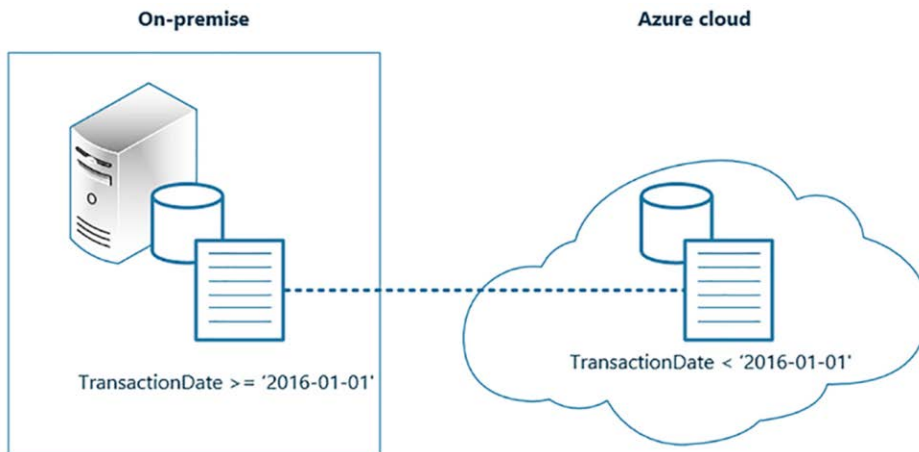 On-premise
Azure cloud
TransactionDate >= '2016-01-01'
TransactionDate < '2016-01-01'